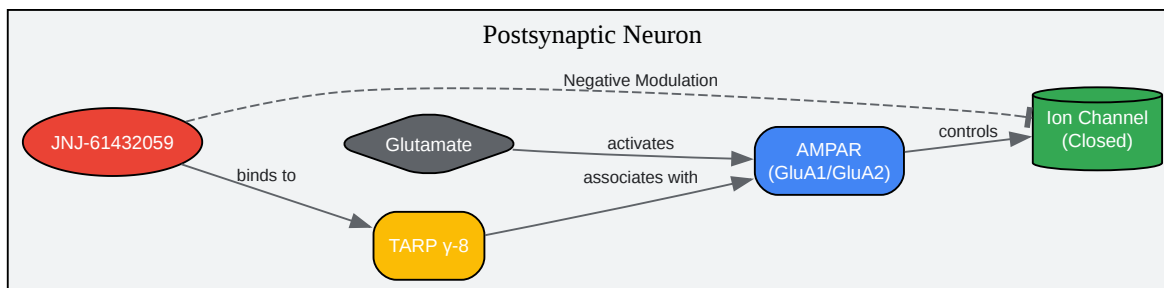 Postsynaptic Neuron
Negative Modulation
JNJ-61432059
Glutamate
activates
AMPAR
(GluA1/GluA2)
controls
Ion Channel
(Closed)
binds to
associates with
TARP γ-8